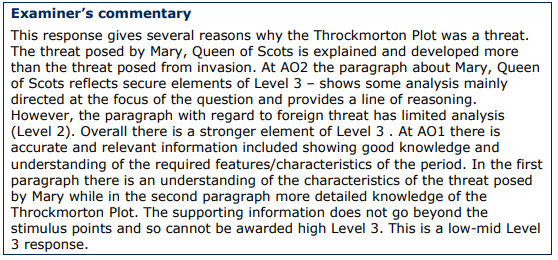 Examiner's commentary
This response gives several reasons why the Throckmorton Plot was a threat.
The threat posed by Mary, Queen of Scots is explained and developed more
than the threat posed from invasion. At AO2 the paragraph about Mary, Queen
of Scots reflects secure elements of Level 3 – shows some analysis mainly
directed at the focus of the question and provides a line of reasoning.
However, the paragraph with regard to foreign threat has limited analysis
(Level 2). Overall there is a stronger element of Level 3 . At AO1 there is
accurate and relevant information included showing good knowledge and
understanding of the required features/characteristics of the period. In the first
paragraph there is an understanding of the characteristics of the threat posed
by Mary while in the second paragraph more detailed knowledge of the
Throckmorton Plot. The supporting information does not go beyond the
stimulus points and so cannot be awarded high Level 3. This is a low-mid Level
3 response.